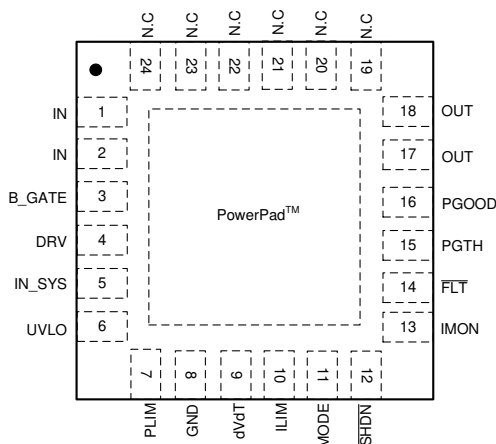 N.C N.C N.C N.C N.C N.C
24 23 22 21 20 19
IN 1 18 OUT
IN 2 17 OUT
B_GATE 3 16 PGOOD
PowerPad™
DRV 4 15 PGTH
IN_SYS 5 14 F̅L̅T̅
UVLO 6 13 IMON
7 8 9 10 11 12
PLIM GND dVdT ILIM MODE S̅H̅D̅N̅